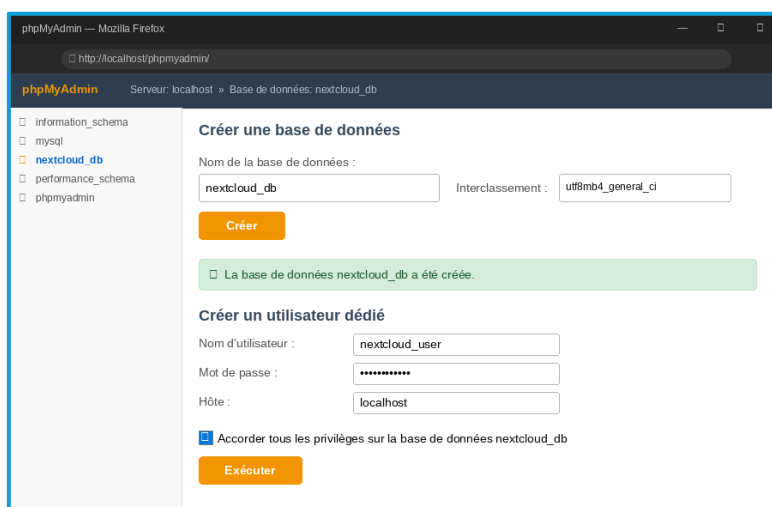 phpMyAdmin — Mozilla Firefox
http://localhost/phpmyadmin/
phpMyAdmin Serveur: localhost » Base de données: nextcloud_db
information_schema
mysql
nextcloud_db
performance_schema
phpmyadmin
Créer une base de données
Nom de la base de données :
nextcloud_db Interclassement : utf8mb4_general_ci
Créer
La base de données nextcloud_db a été créée.
Créer un utilisateur dédié
Nom d'utilisateur : nextcloud_user
Mot de passe : ••••••••••••
Hôte : localhost
Accorder tous les privilèges sur la base de données nextcloud_db
Exécuter